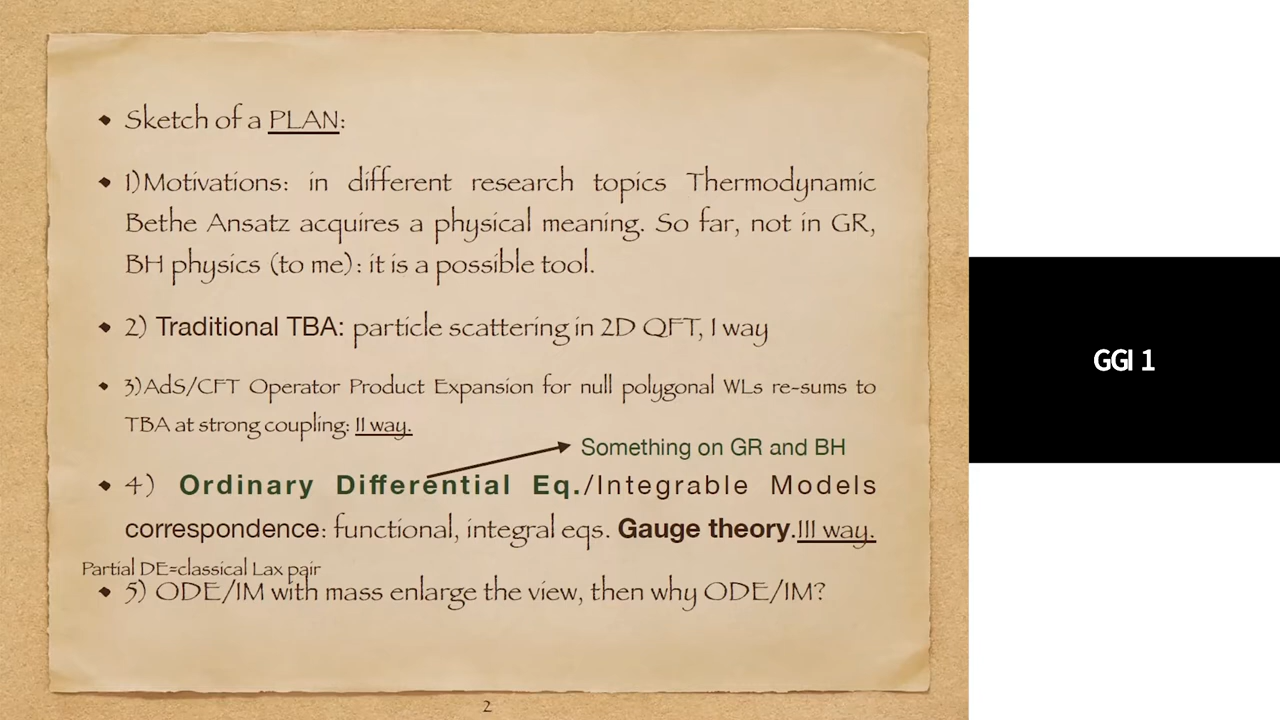 Sketch of a PLAN:
1)Motivations: in different research topics Thermodynamic
Bethe Ansatz acquires a physical meaning. So far, not in GR,
BH physics (to me): it is a possible tool.
2) Traditional TBA: particle scattering in 2D QFT, I way
3)AdS/CFT Operator Product Expansion for null polygonal WLs re-sums to
TBA at strong coupling: II way.
Something on GR and BH
4) Ordinary Differential Eq./Integrable Models
correspondence: functional, integral eqs. Gauge theory.III way.
Partial DE=classical Lax pair
5) ODE/IM with mass enlarge the view, then why ODE/IM?
2
GGI 1